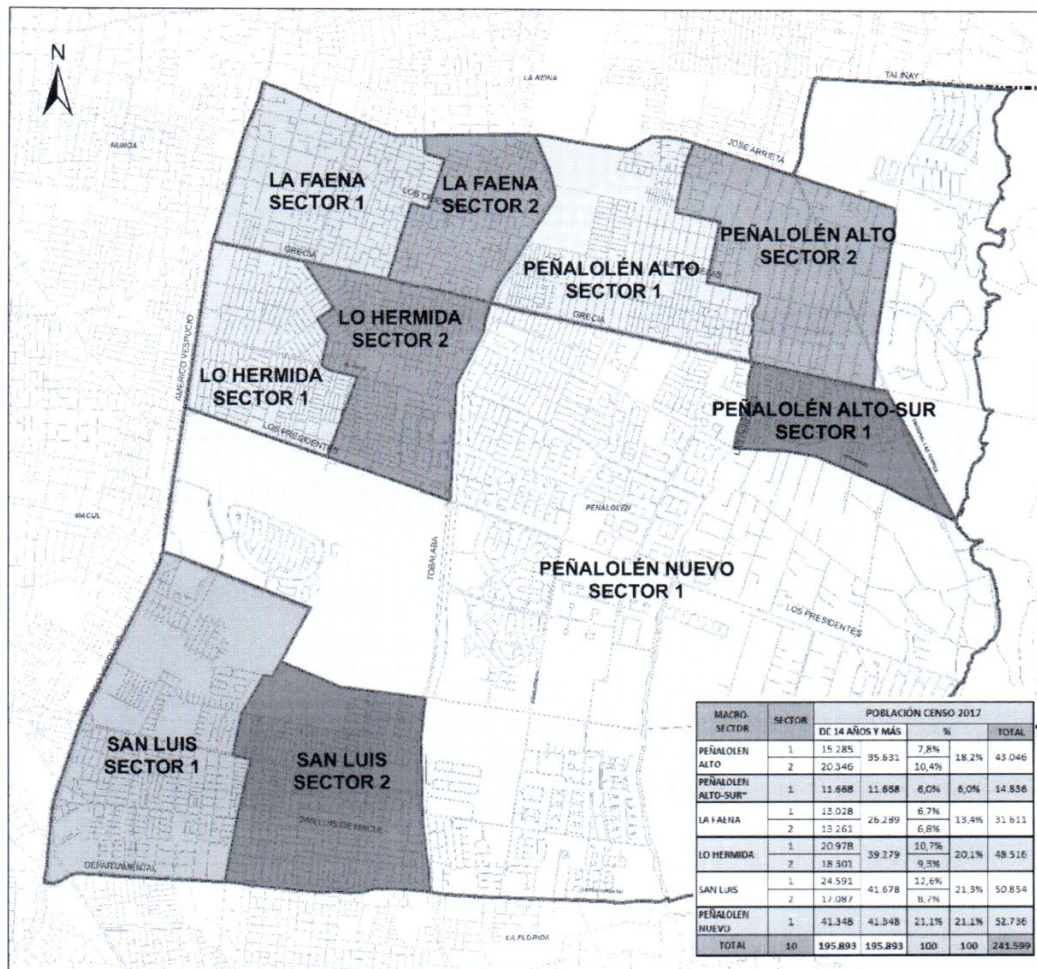 N
LA REINA
TALINAY
ÑUÑOA
JOSE ARRIETA
LA FAENA
SECTOR 1
LA FAENA
SECTOR 2
PEÑALOLÉN ALTO
SECTOR 2
GRECIA
PEÑALOLÉN ALTO
SECTOR 1
LO HERMIDA
SECTOR 2
GRECIA
AMERICO VESPUCIO
LO HERMIDA
SECTOR 1
PEÑALOLÉN ALTO-SUR
SECTOR 1
LOS PRESIDENTES
PEÑALOLEN
MACUL
TOBALABA
PEÑALOLÉN NUEVO
SECTOR 1
LOS PRESIDENTES
SAN LUIS
SECTOR 1
SAN LUIS
SECTOR 2
SAN LUIS DE MACUL
DEPARTAMENTAL
LA FLORIDA
MACRO-SECTOR SECTOR POBLACIÓN CENSO 2017
DE 14 AÑOS Y MÁS % TOTAL
PEÑALOLEN ALTO 1 15.285 35.631 7,8% 18,2% 43.046
2 20.346 10,4%
PEÑALOLEN ALTO-SUR* 1 11.668 11.668 6,0% 6,0% 14.836
LA FAENA 1 13.028 26.289 6,7% 13,4% 31.611
2 13.261 6,8%
LO HERMIDA 1 20.978 39.279 10,7% 20,1% 48.516
2 18.301 9,3%
SAN LUIS 1 24.591 41.678 12,6% 21,3% 50.854
2 17.087 8,7%
PEÑALOLEN NUEVO 1 41.348 41.348 21,1% 21,1% 52.736
TOTAL 10 195.893 195.893 100 100 241.599